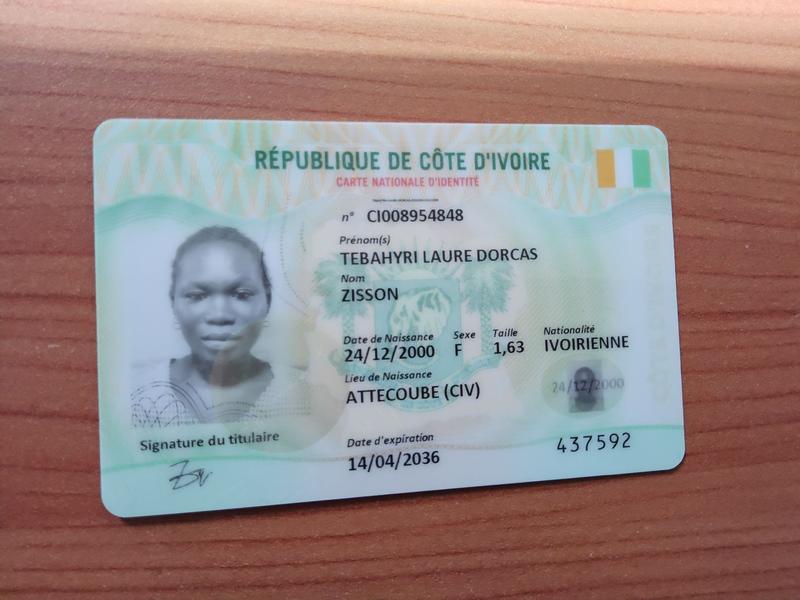 RÉPUBLIQUE DE CÔTE D'IVOIRE
CARTE NATIONALE D'IDENTITÉ
n° CI008954848
Prénom(s)
TEBAHYRI LAURE DORCAS
Nom
ZISSON
Date de Naissance Sexe Taille Nationalité
24/12/2000 F 1,63 IVOIRIENNE
Lieu de Naissance
ATTECOUBE (CIV)
24/12/2000
Signature du titulaire
Date d'expiration
14/04/2036
437592